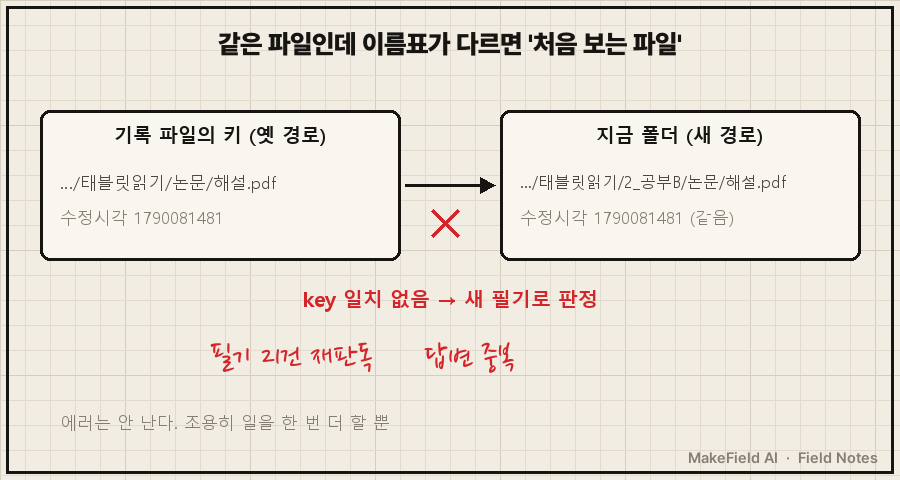 같은 파일인데 이름표가 다르면 '처음 보는 파일'
기록 파일의 키 (옛 경로)
.../태블릿읽기/논문/해설.pdf
수정시각 1790081481
지금 폴더 (새 경로)
.../태블릿읽기/2_공부B/논문/해설.pdf
수정시각 1790081481 (같음)
key 일치 없음 → 새 필기로 판정
필기 2건 재판독 답변 중복
에러는 안 난다. 조용히 일을 한 번 더 할 뿐
MakeField AI · Field Notes